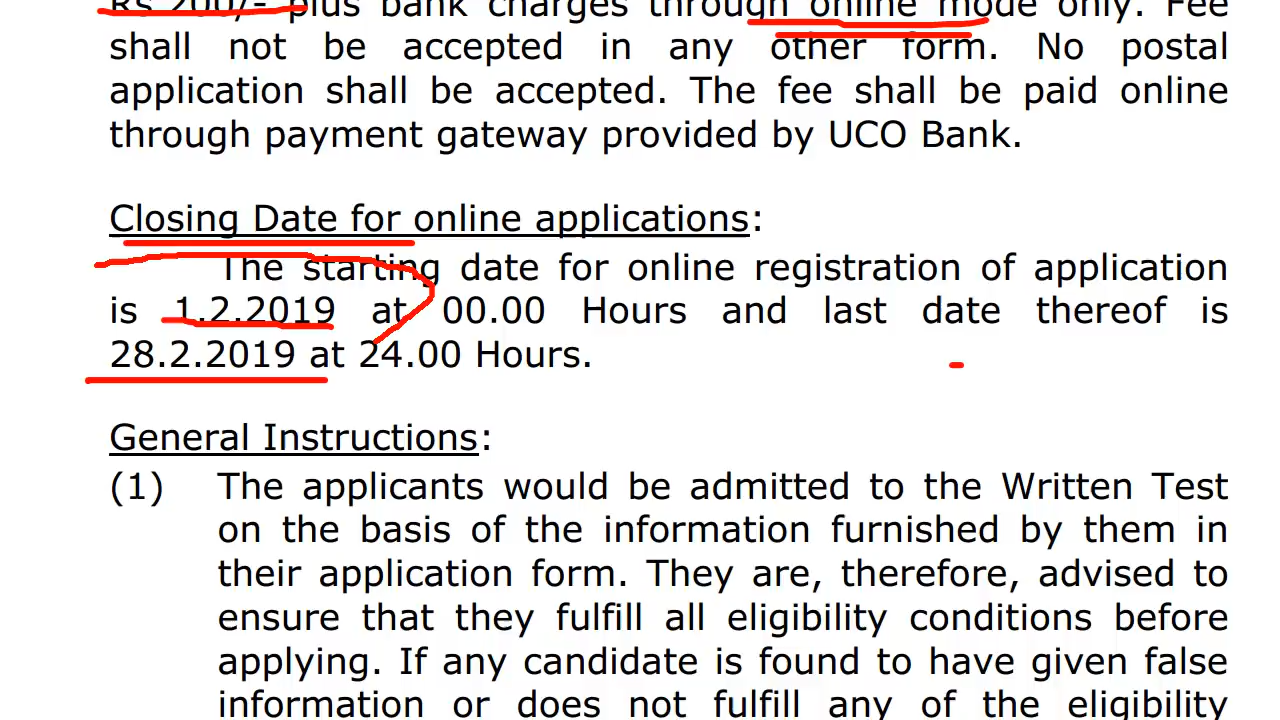 Rs 200/- plus bank charges through online mode only. Fee
shall not be accepted in any other form. No postal
application shall be accepted. The fee shall be paid online
through payment gateway provided by UCO Bank.
Closing Date for online applications:
The starting date for online registration of application
is 1.2.2019 at 00.00 Hours and last date thereof is
28.2.2019 at 24.00 Hours.
General Instructions:
(1) The applicants would be admitted to the Written Test
on the basis of the information furnished by them in
their application form. They are, therefore, advised to
ensure that they fulfill all eligibility conditions before
applying. If any candidate is found to have given false
information or does not fulfill any of the eligibility